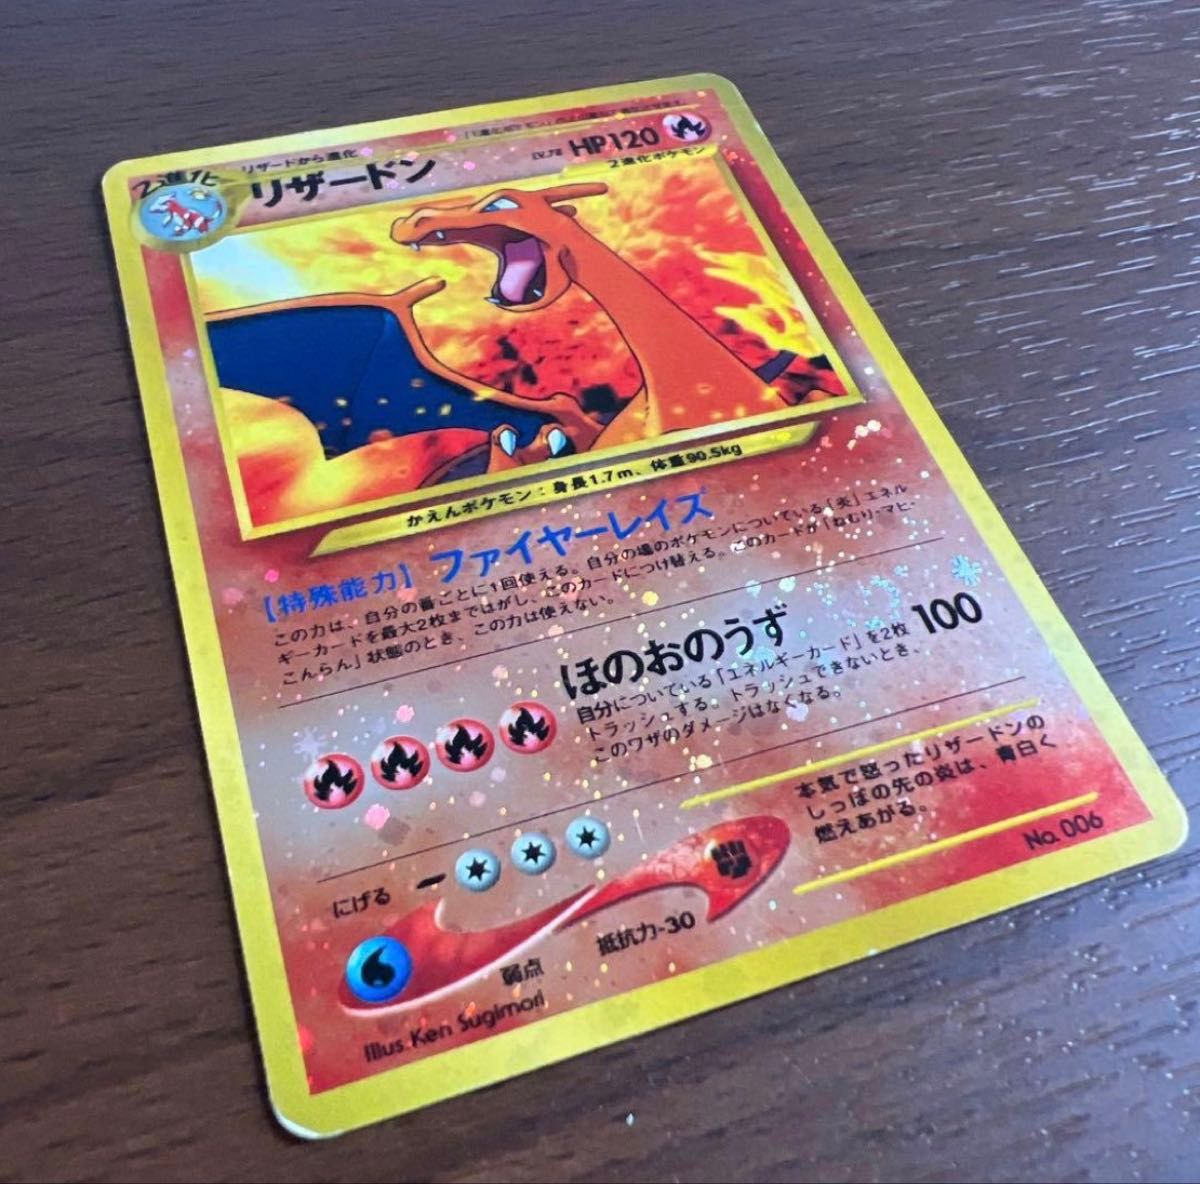 リザードから進化
2進化
リザードン
LV.78 HP120
2進化ポケモン
かえんポケモン：身長1.7m、体重90.5kg
【特殊能力】ファイヤーレイズ
この力は、自分の番ごとに1回使える。自分の場のポケモンについている「炎」エネル
ギーカードを最大2枚まではがし、このカードにつけ替える。このカードが「ねむり・マヒ・
こんらん」状態のとき、この力は使えない。
ほのおのうず 100
自分についている「エネルギーカード」を2枚
トラッシュする。トラッシュできないとき、
このワザのダメージはなくなる。
本気で怒ったリザードンの
しっぽの先の炎は、青白く
燃えあがる。
No. 006
にげる
抵抗力-30
弱点
Illus. Ken Sugimori